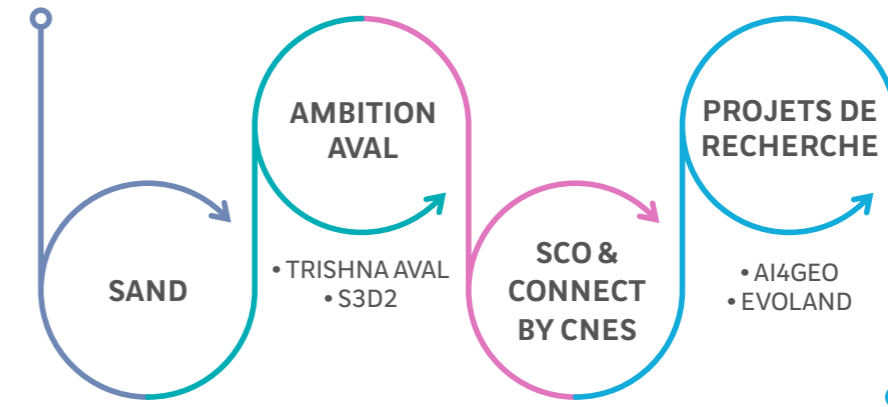 SAND
AMBITION
AVAL
• TRISHNA AVAL
• S3D2
SCO &
CONNECT
BY CNES
PROJETS DE
RECHERCHE
• AI4GEO
• EVOLAND